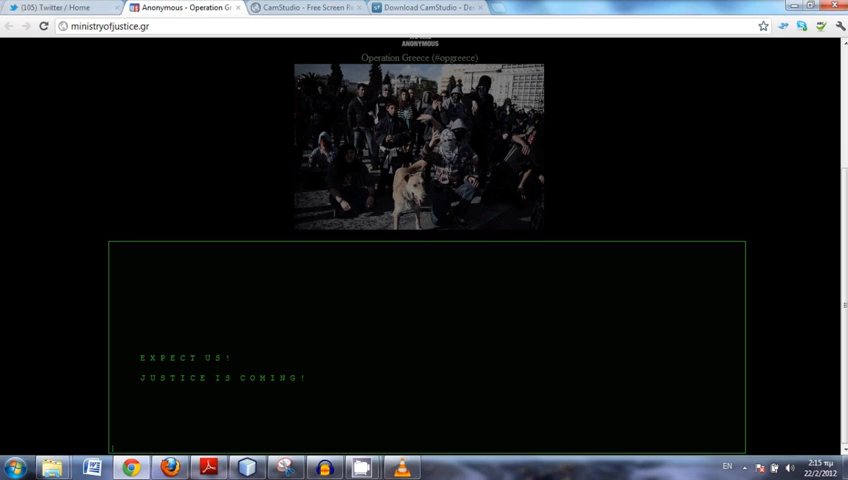 (105) Twitter / Home
Anonymous - Operation Gr
CamStudio - Free Screen Re
Download CamStudio - De
ministryofjustice.gr
ANONYMOUS
Operation Greece (#opgreece)
EXPECT US!
JUSTICE IS COMING!
EN
2:15 πμ
22/2/2012